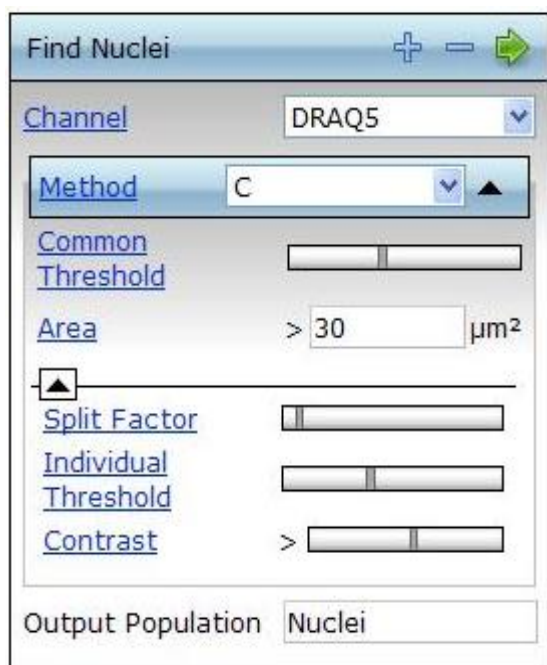 Find Nuclei
Channel DRAQ5
Method C
Common
Threshold
Area > 30 µm²
Split Factor
Individual
Threshold
Contrast >
Output Population Nuclei